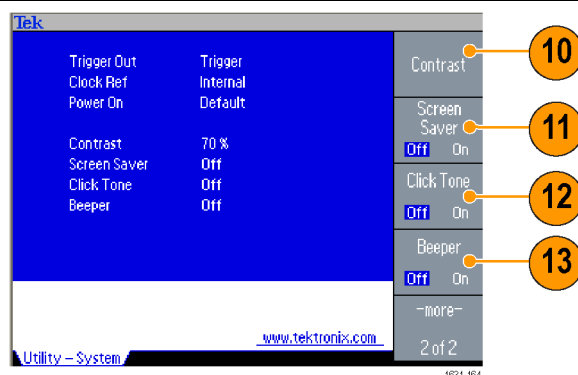 Tek
Trigger Out Trigger
Clock Ref Internal
Power On Default
Contrast 70 %
Screen Saver Off
Click Tone Off
Beeper Off
www.tektronix.com
Utility – System
Contrast
Screen
Saver
Off On
Click Tone
Off On
Beeper
Off On
-more-
2 of 2
10
11
12
13